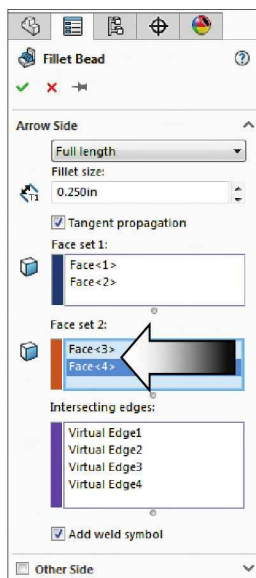 Fillet Bead
Arrow Side
Full length
Fillet size:
T1
0.250in
Tangent propagation
Face set 1:
Face<1>
Face<2>
Face set 2:
Face<3>
Face<4>
Intersecting edges:
Virtual Edge1
Virtual Edge2
Virtual Edge3
Virtual Edge4
Add weld symbol
Other Side